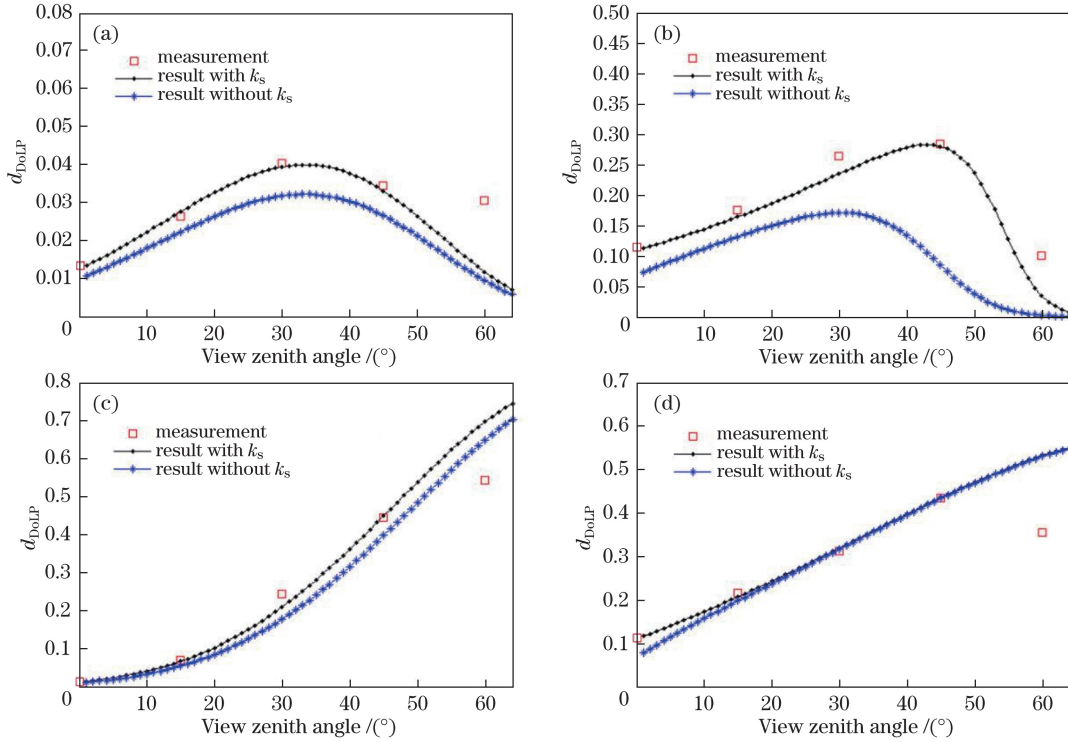 (a)
measurement
result with ks
result without ks
0.08
0.07
0.06
0.05
0.04
0.03
0.02
0.01
0
10
20
30
40
50
60
dDoLP
View zenith angle /(°)
(b)
measurement
result with ks
result without ks
0.50
0.45
0.40
0.35
0.30
0.25
0.20
0.15
0.10
0.05
0
10
20
30
40
50
60
dDoLP
View zenith angle /(°)
(c)
measurement
result with ks
result without ks
0.8
0.7
0.6
0.5
0.4
0.3
0.2
0.1
0
10
20
30
40
50
60
dDoLP
View zenith angle /(°)
(d)
measurement
result with ks
result without ks
0.7
0.6
0.5
0.4
0.3
0.2
0.1
0
10
20
30
40
50
60
dDoLP
View zenith angle /(°)